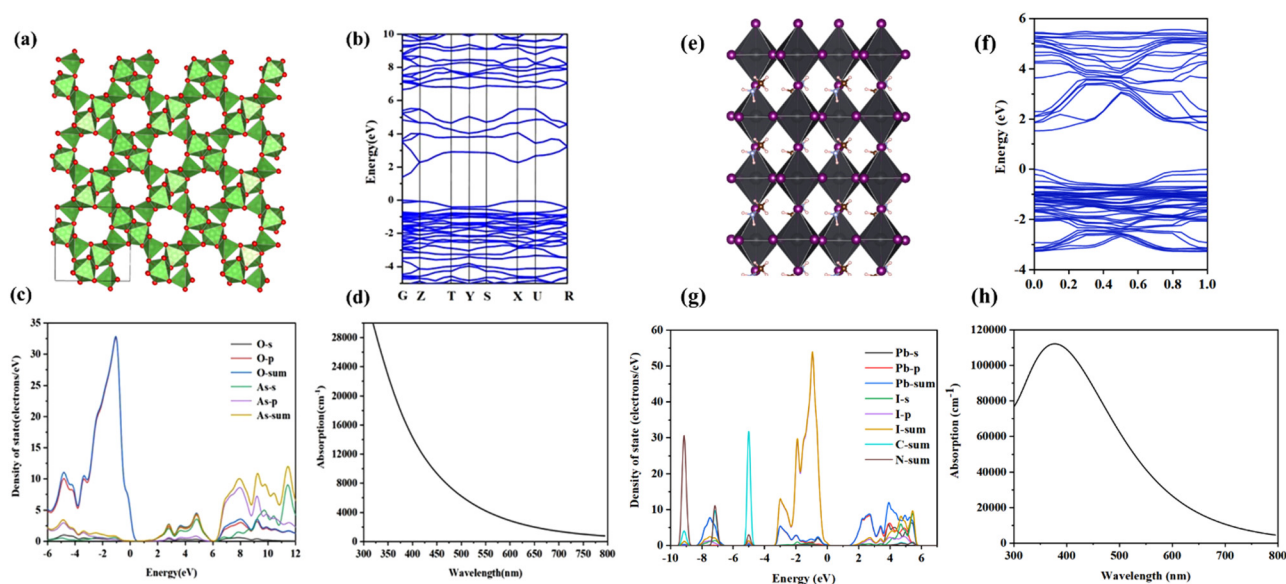 (a)
(b)
10
8
6
4
2
0
-2
-4
Energy(eV)
G Z T Y S X U R
(c)
35
30
25
20
15
10
5
0
Density of state(electrons/eV)
O-s
O-p
O-sum
As-s
As-p
As-sum
-6 -4 -2 0 2 4 6 8 10 12
Energy(eV)
(d)
28000
24000
20000
16000
12000
8000
4000
0
Absorption(cm⁻¹)
300 350 400 450 500 550 600 650 700 750 800
Wavelength(nm)
(e)
(f)
6
4
2
0
-2
-4
Energy (eV)
0.0 0.2 0.4 0.6 0.8 1.0
(g)
60
50
40
30
20
10
0
Density of state (electrons/eV)
Pb-s
Pb-p
Pb-sum
I-s
I-p
I-sum
C-sum
N-sum
-10 -8 -6 -4 -2 0 2 4 6
Energy (eV)
(h)
120000
100000
80000
60000
40000
20000
0
Absorption (cm⁻¹)
300 400 500 600 700 800
Wavelength (nm)